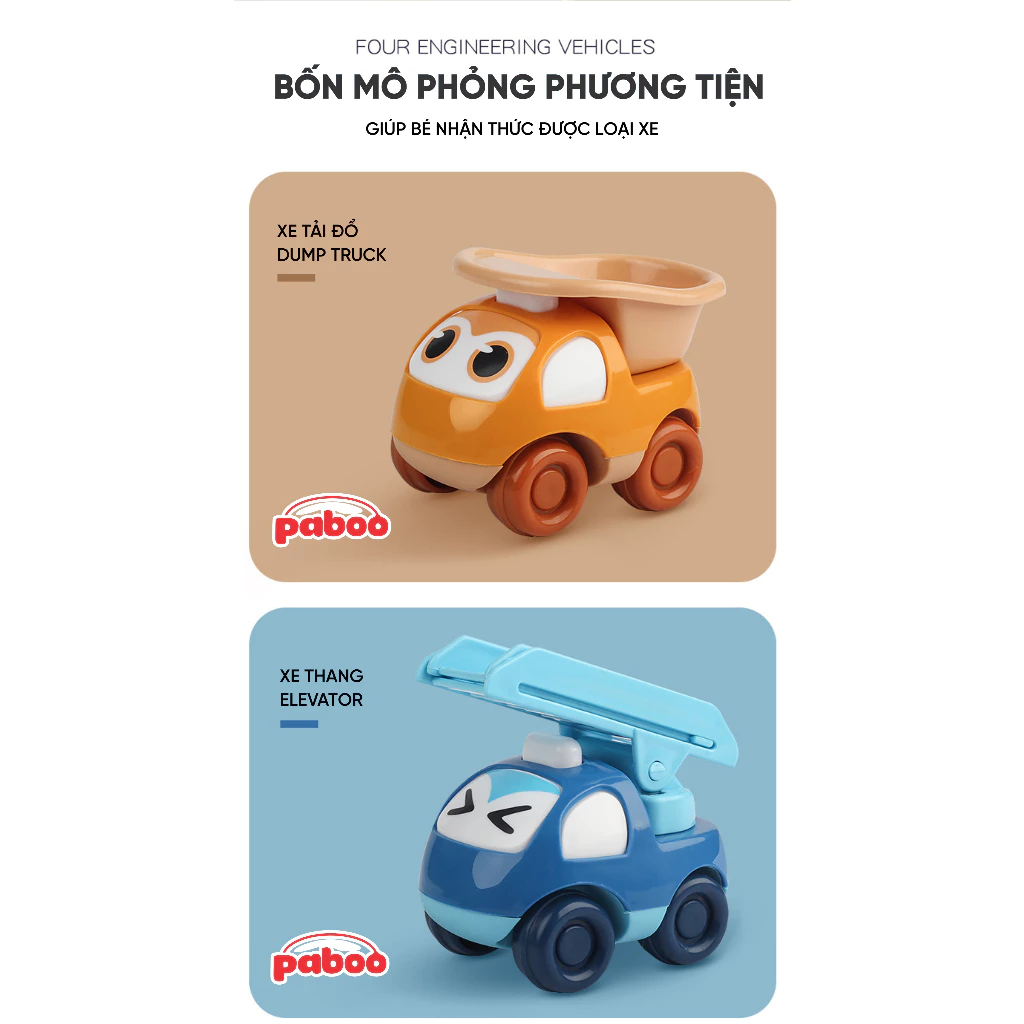 FOUR ENGINEERING VEHICLES
BỐN MÔ PHỎNG PHƯƠNG TIỆN
GIÚP BÉ NHẬN THỨC ĐƯỢC LOẠI XE
XE TẢI ĐỔ
DUMP TRUCK
paboo
XE THANG
ELEVATOR
paboo